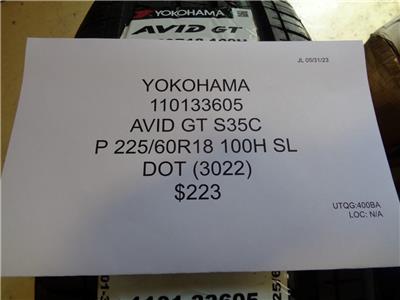 YOKOHAMA
AVID GT
JL 05/31/23
YOKOHAMA
110133605
AVID GT S35C
P 225/60R18 100H SL
DOT (3022)
$223
UTQG:400BA
LOC: N/A